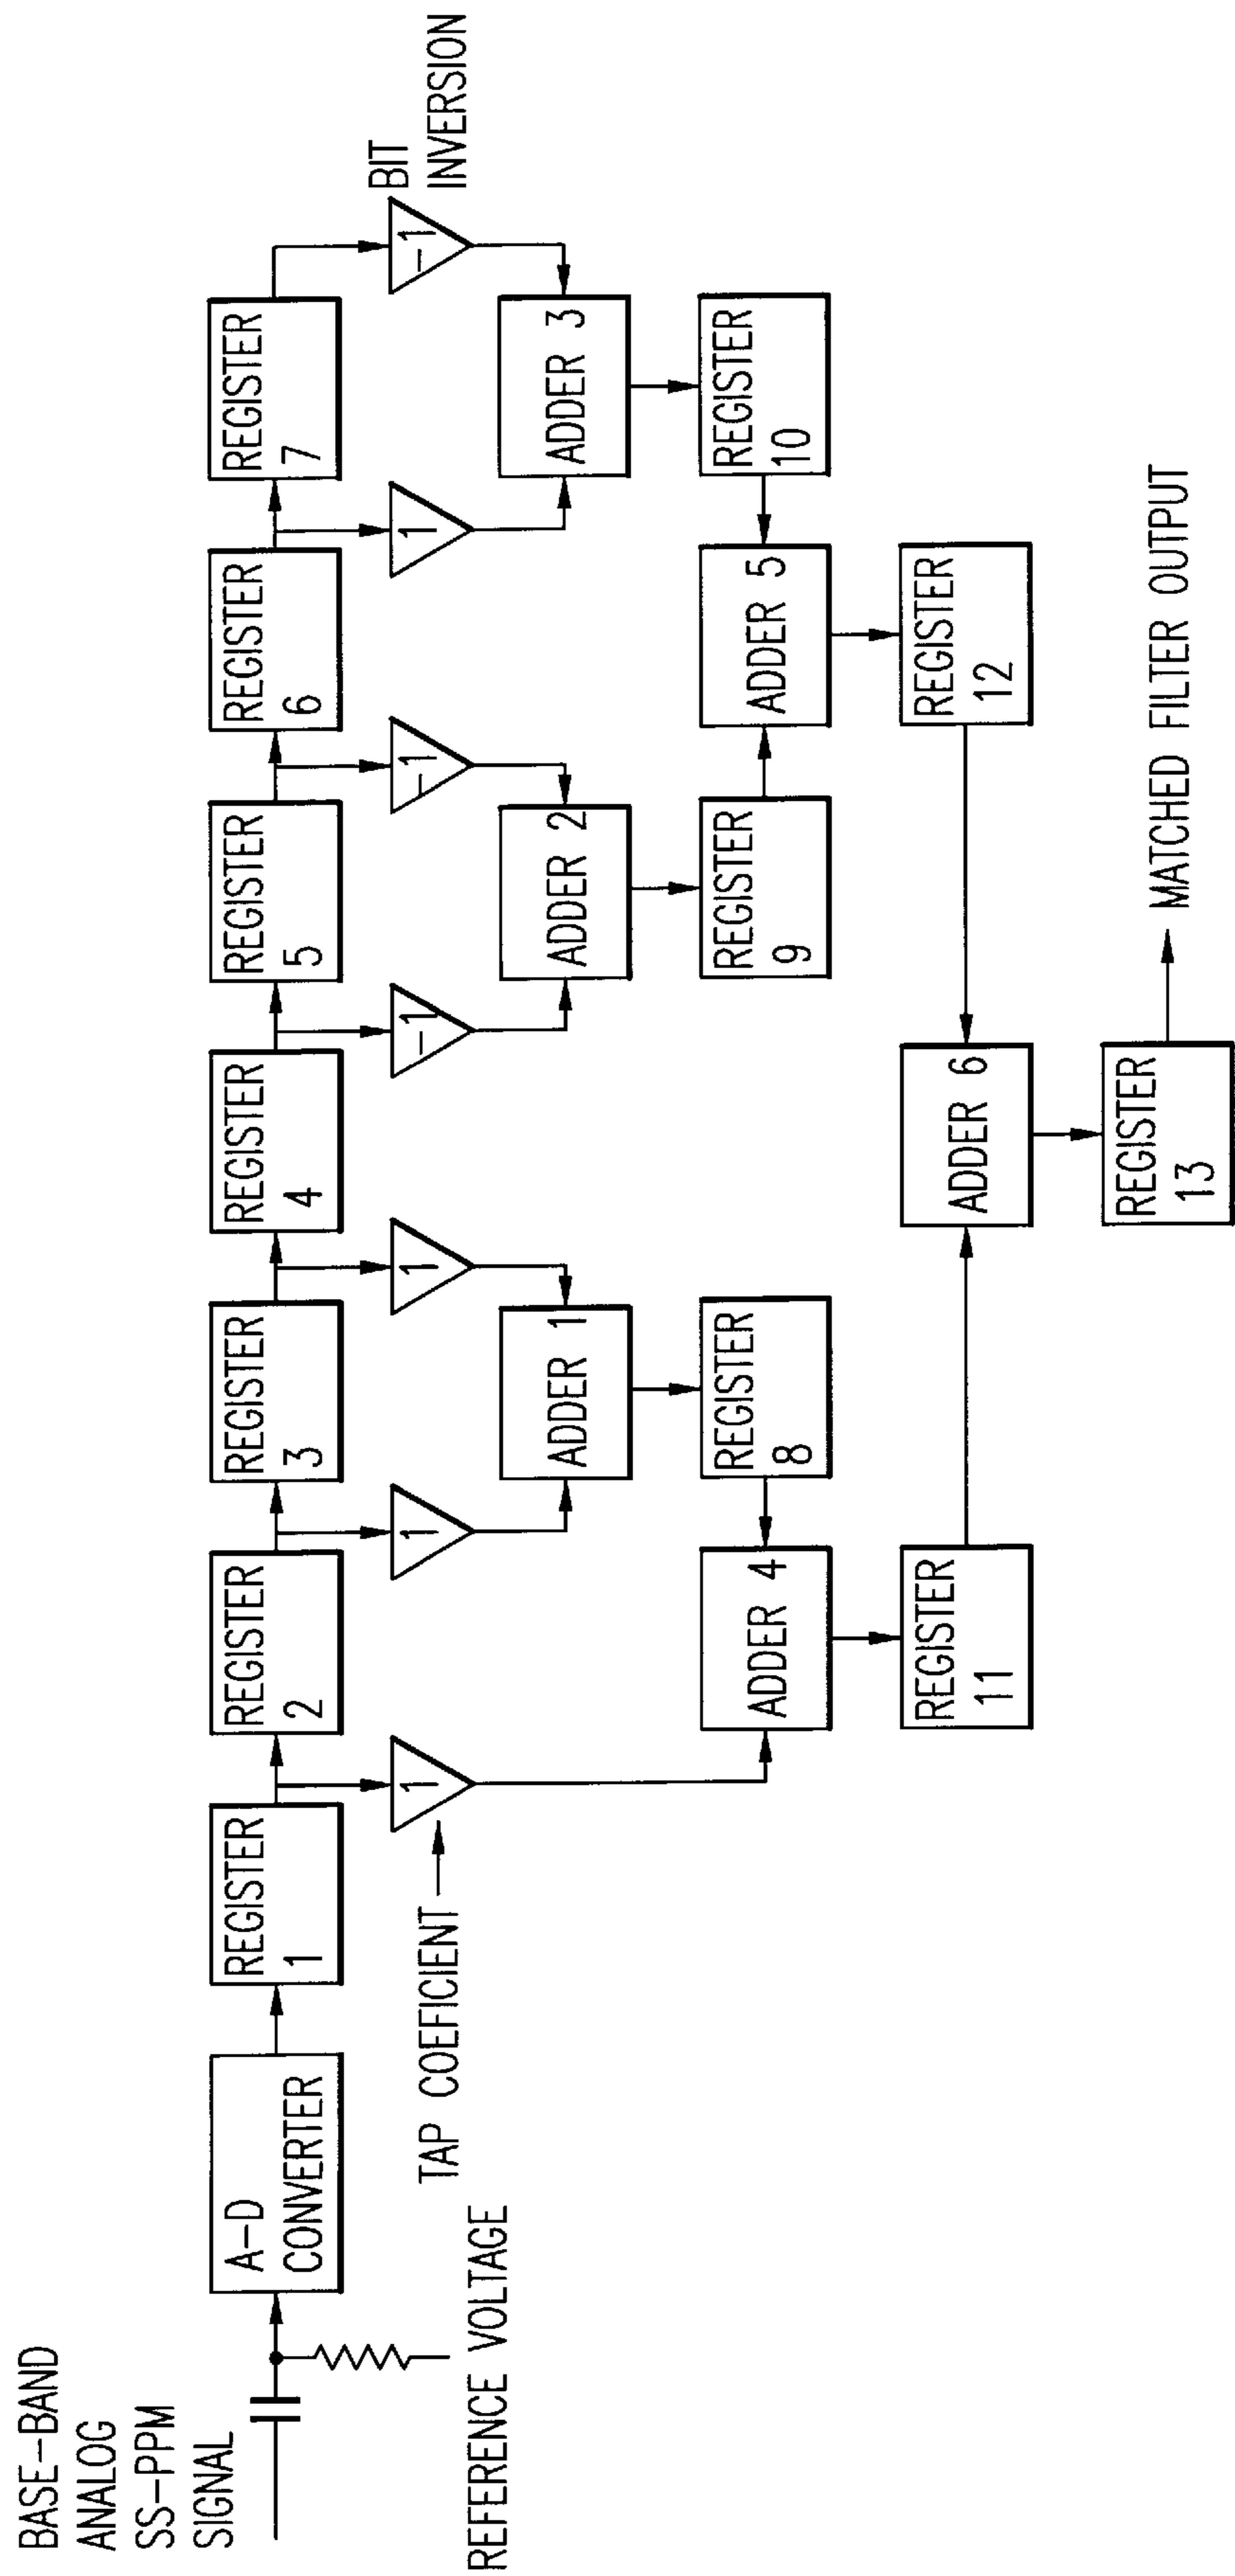 BASE-BAND
ANALOG
SS-PPM
SIGNAL
REFERENCE VOLTAGE
A-D
CONVERTER
TAP COEFICIENT
REGISTER
1
REGISTER
2
REGISTER
3
REGISTER
4
REGISTER
5
REGISTER
6
REGISTER
7
1
1
1
-1
-1
1
-1
BIT
INVERSION
ADDER 1
ADDER 2
ADDER 3
REGISTER
8
REGISTER
9
REGISTER
10
ADDER 4
ADDER 5
REGISTER
11
REGISTER
12
ADDER 6
REGISTER
13
MATCHED FILTER OUTPUT